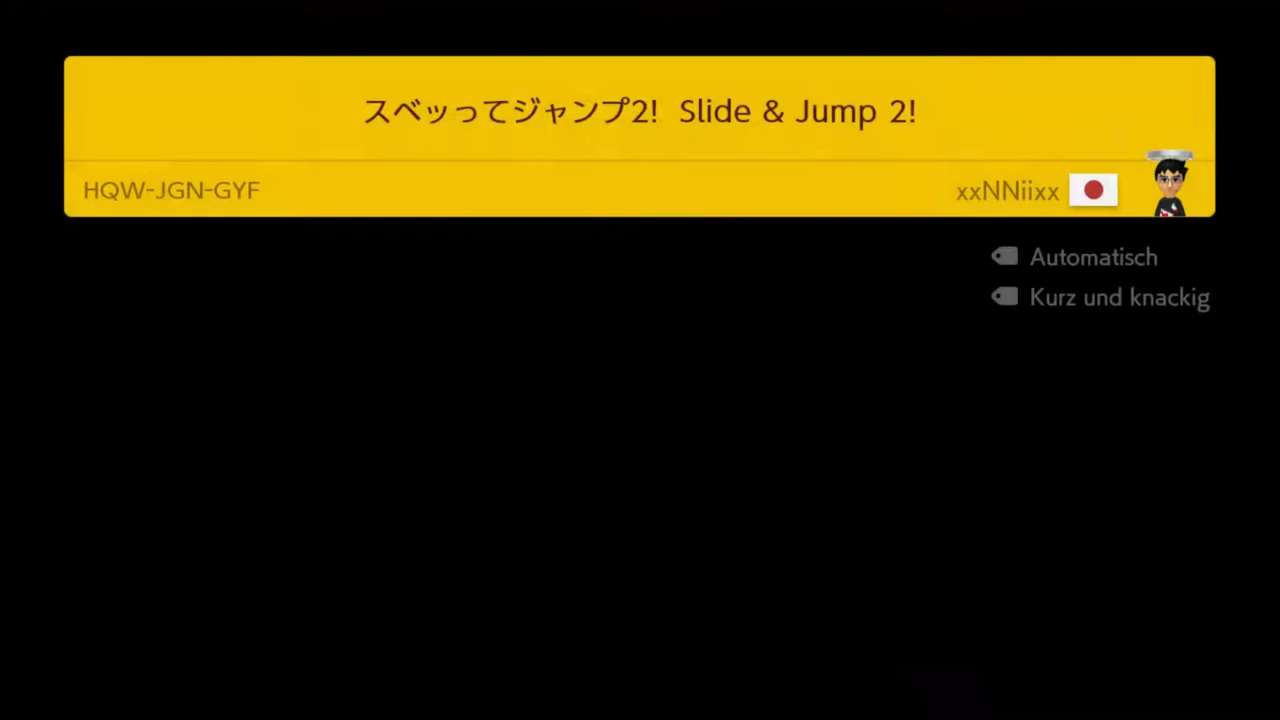 スベッってジャンプ2! Slide & Jump 2!
HQW-JGN-GYF
xxNNiixx
Automatisch
Kurz und knackig